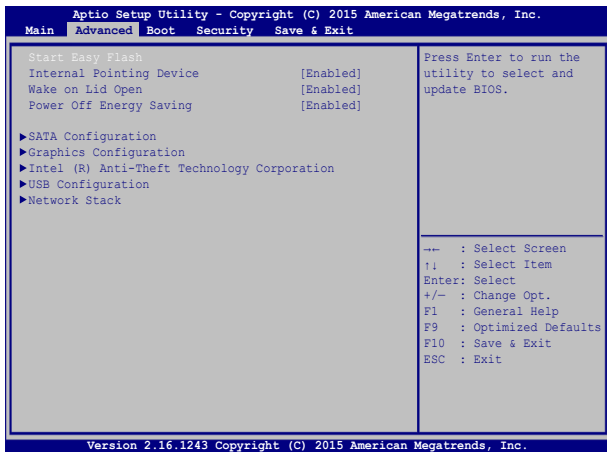 Aptio Setup Utility - Copyright (C) 2015 American Megatrends, Inc.
Main Advanced Boot Security Save & Exit
Start Easy Flash
Internal Pointing Device [Enabled]
Wake on Lid Open [Enabled]
Power Off Energy Saving [Enabled]
▶SATA Configuration
▶Graphics Configuration
▶Intel (R) Anti-Theft Technology Corporation
▶USB Configuration
▶Network Stack
Press Enter to run the
utility to select and
update BIOS.
→← : Select Screen
↑↓ : Select Item
Enter: Select
+/— : Change Opt.
F1 : General Help
F9 : Optimized Defaults
F10 : Save & Exit
ESC : Exit
Version 2.16.1243 Copyright (C) 2015 American Megatrends, Inc.